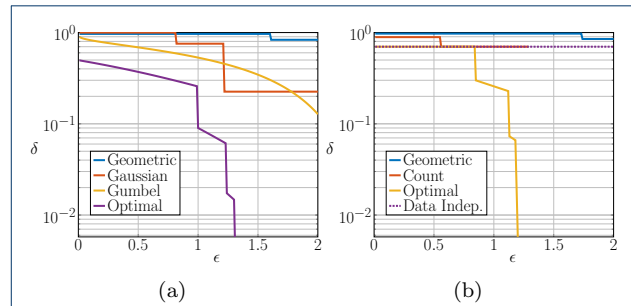 10^0
10^-1
δ
10^-2
Geometric
Gaussian
Gumbel
Optimal
0 0.5 1 1.5 2
ϵ
(a)
10^0
10^-1
δ
10^-2
Geometric
Count
Optimal
Data Indep.
0 0.5 1 1.5 2
ϵ
(b)